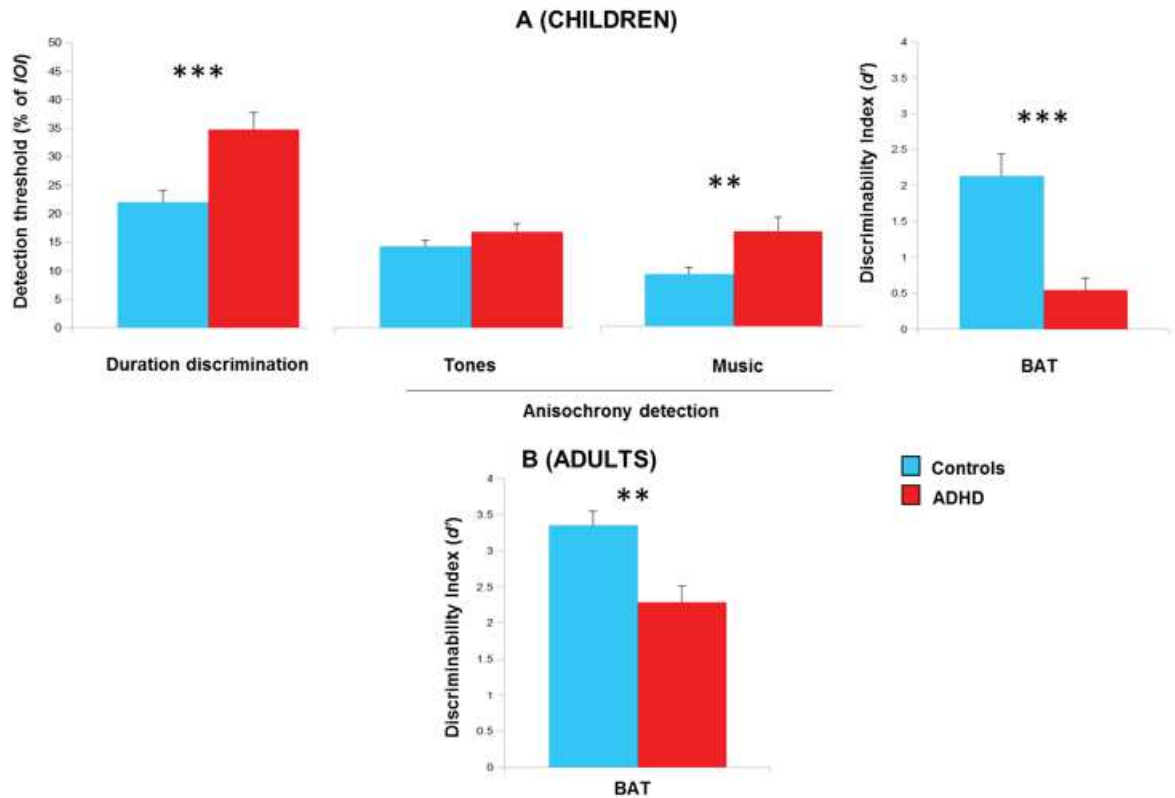 A (CHILDREN)
Detection threshold (% of IOI)
50
45
40
35
30
25
20
15
10
5
0
***
**
Discriminability Index (d')
4
3.5
3
2.5
2
1.5
1
0.5
0
***
Duration discrimination
Tones
Music
BAT
Anisochrony detection
B (ADULTS)
Discriminability Index (d')
4
3.5
3
2.5
2
1.5
1
0.5
0
**
BAT
Controls
ADHD